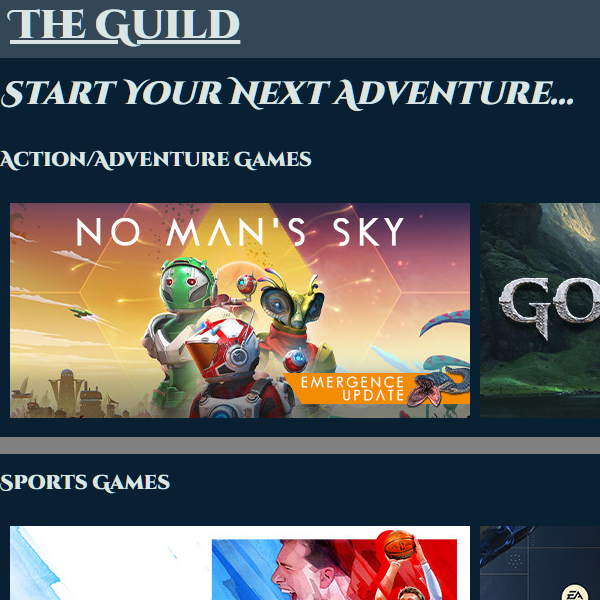 The Guild
Start Your Next Adventure...
Action/Adventure Games
NO MAN'S SKY
EMERGENCE
UPDATE
GO
Sports Games
EA